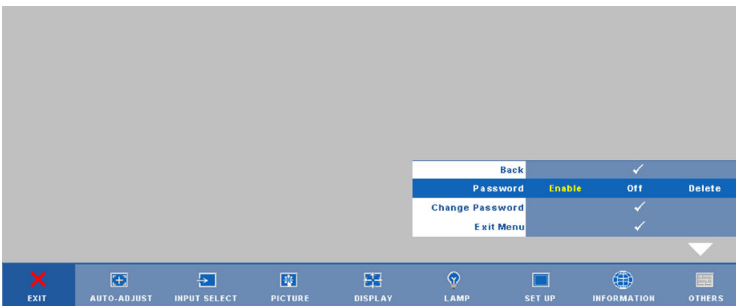 Back
Password Enable Off Delete
Change Password
Exit Menu
EXIT AUTO-ADJUST INPUT SELECT PICTURE DISPLAY LAMP SET UP INFORMATION OTHERS